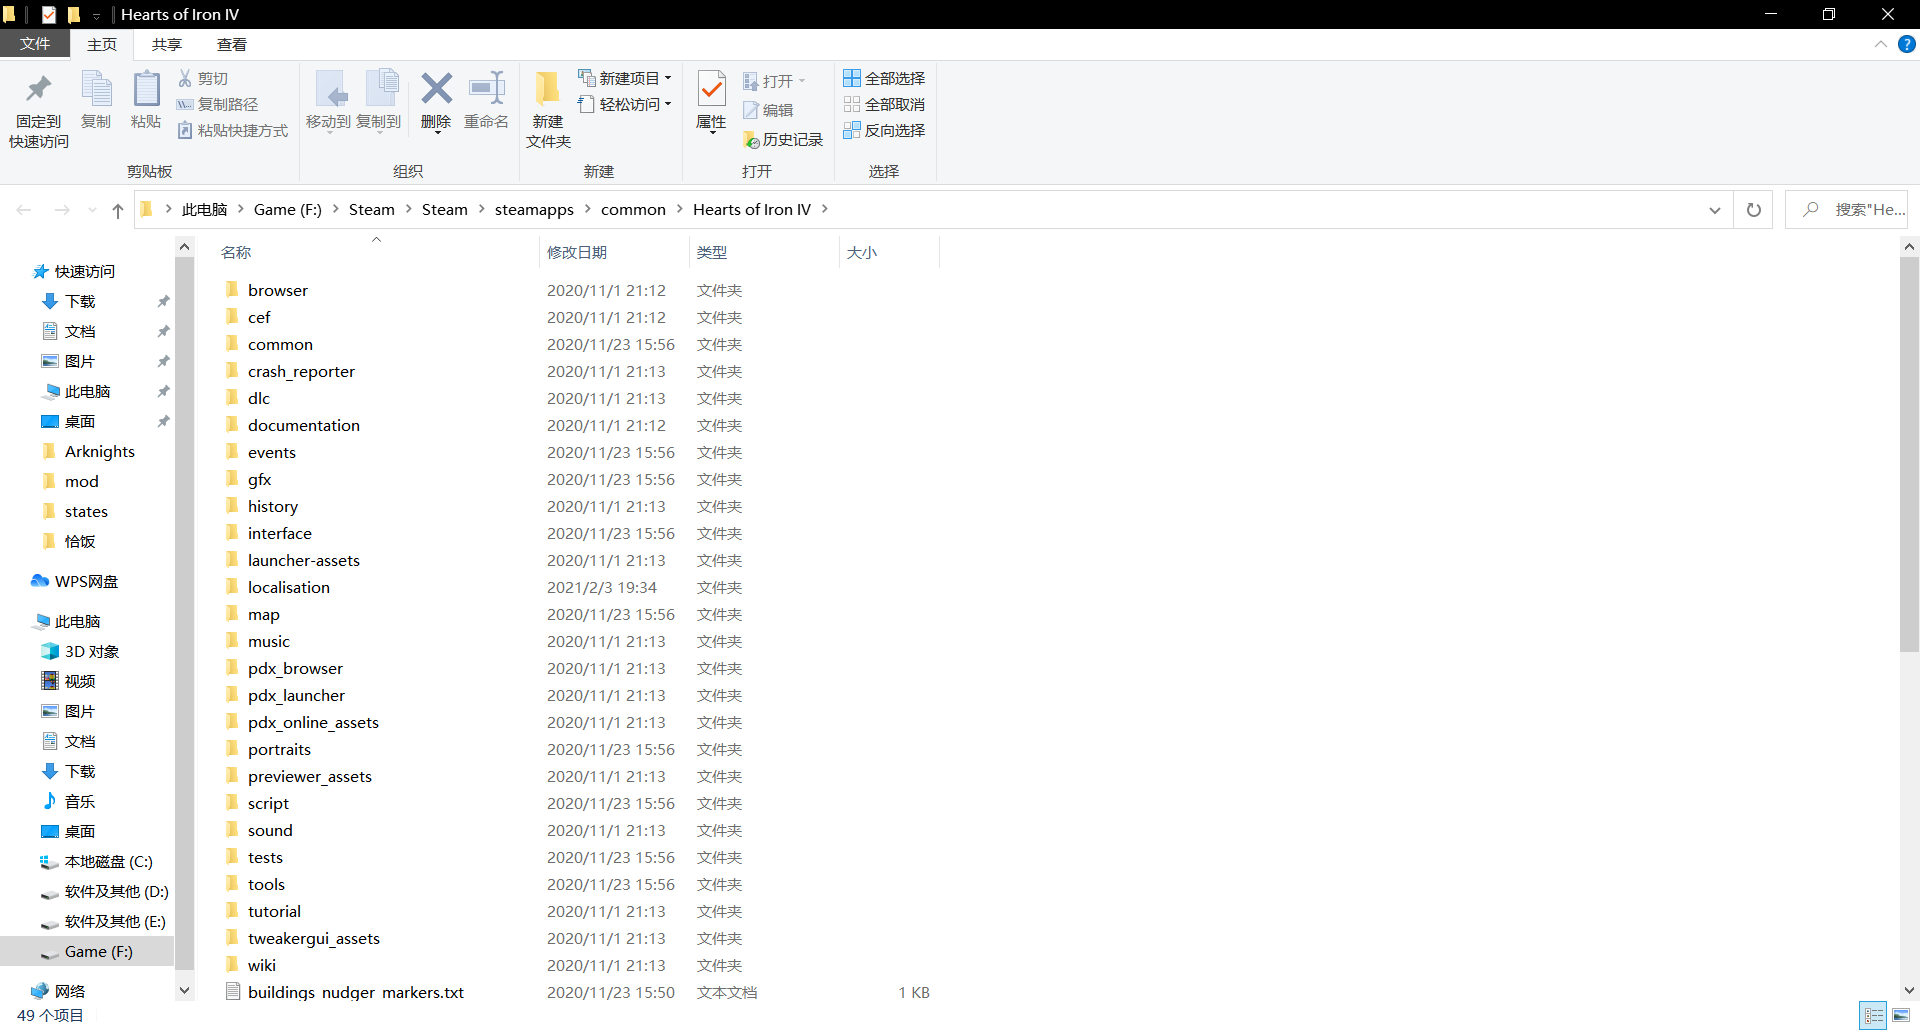 Hearts of Iron IV
文件 主页 共享 查看
固定到快速访问 复制 粘贴 剪切 复制路径 粘贴快捷方式 移动到 复制到 删除 重命名 新建文件夹 新建项目 轻松访问 属性 打开 编辑 历史记录 全部选择 全部取消 反向选择
剪贴板 组织 新建 打开 选择
此电脑 Game (F:) Steam Steam steamapps common Hearts of Iron IV 搜索"He...
快速访问
下载
文档
图片
此电脑
桌面
Arknights
mod
states
恰饭
WPS网盘
此电脑
3D 对象
视频
图片
文档
下载
音乐
桌面
本地磁盘 (C:)
软件及其他 (D:)
软件及其他 (E:)
Game (F:)
网络
名称 修改日期 类型 大小
browser 2020/11/1 21:12 文件夹
cef 2020/11/1 21:12 文件夹
common 2020/11/23 15:56 文件夹
crash_reporter 2020/11/1 21:13 文件夹
dlc 2020/11/1 21:13 文件夹
documentation 2020/11/1 21:12 文件夹
events 2020/11/23 15:56 文件夹
gfx 2020/11/23 15:56 文件夹
history 2020/11/1 21:13 文件夹
interface 2020/11/23 15:56 文件夹
launcher-assets 2020/11/1 21:13 文件夹
localisation 2021/2/3 19:34 文件夹
map 2020/11/23 15:56 文件夹
music 2020/11/1 21:13 文件夹
pdx_browser 2020/11/1 21:13 文件夹
pdx_launcher 2020/11/1 21:13 文件夹
pdx_online_assets 2020/11/1 21:13 文件夹
portraits 2020/11/23 15:56 文件夹
previewer_assets 2020/11/1 21:13 文件夹
script 2020/11/23 15:56 文件夹
sound 2020/11/1 21:13 文件夹
tests 2020/11/23 15:56 文件夹
tools 2020/11/23 15:56 文件夹
tutorial 2020/11/1 21:13 文件夹
tweakergui_assets 2020/11/1 21:13 文件夹
wiki 2020/11/1 21:13 文件夹
buildings_nudger_markers.txt 2020/11/23 15:50 文本文档 1 KB
49 个项目